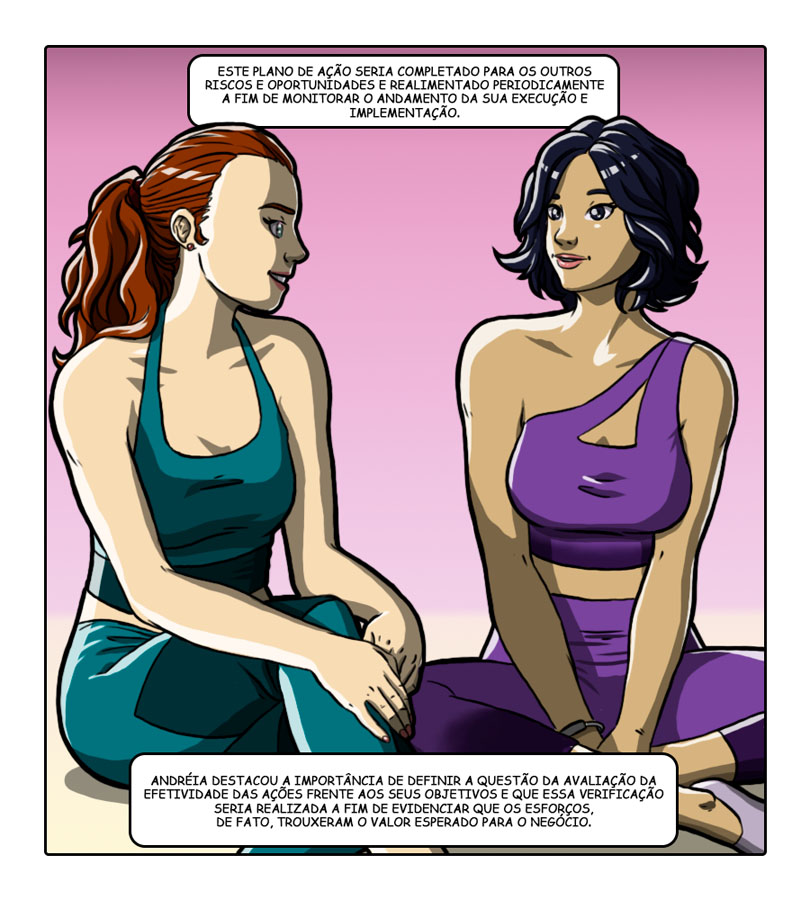 ESTE PLANO DE AÇÃO SERIA COMPLETADO PARA OS OUTROS
RISCOS E OPORTUNIDADES E REALIMENTADO PERIODICAMENTE
A FIM DE MONITORAR O ANDAMENTO DA SUA EXECUÇÃO E
IMPLEMENTAÇÃO.
ANDRÉIA DESTACOU A IMPORTÂNCIA DE DEFINIR A QUESTÃO DA AVALIAÇÃO DA
EFETIVIDADE DAS AÇÕES FRENTE AOS SEUS OBJETIVOS E QUE ESSA VERIFICAÇÃO
SERIA REALIZADA A FIM DE EVIDENCIAR QUE OS ESFORÇOS,
DE FATO, TROUXERAM O VALOR ESPERADO PARA O NEGÓCIO.